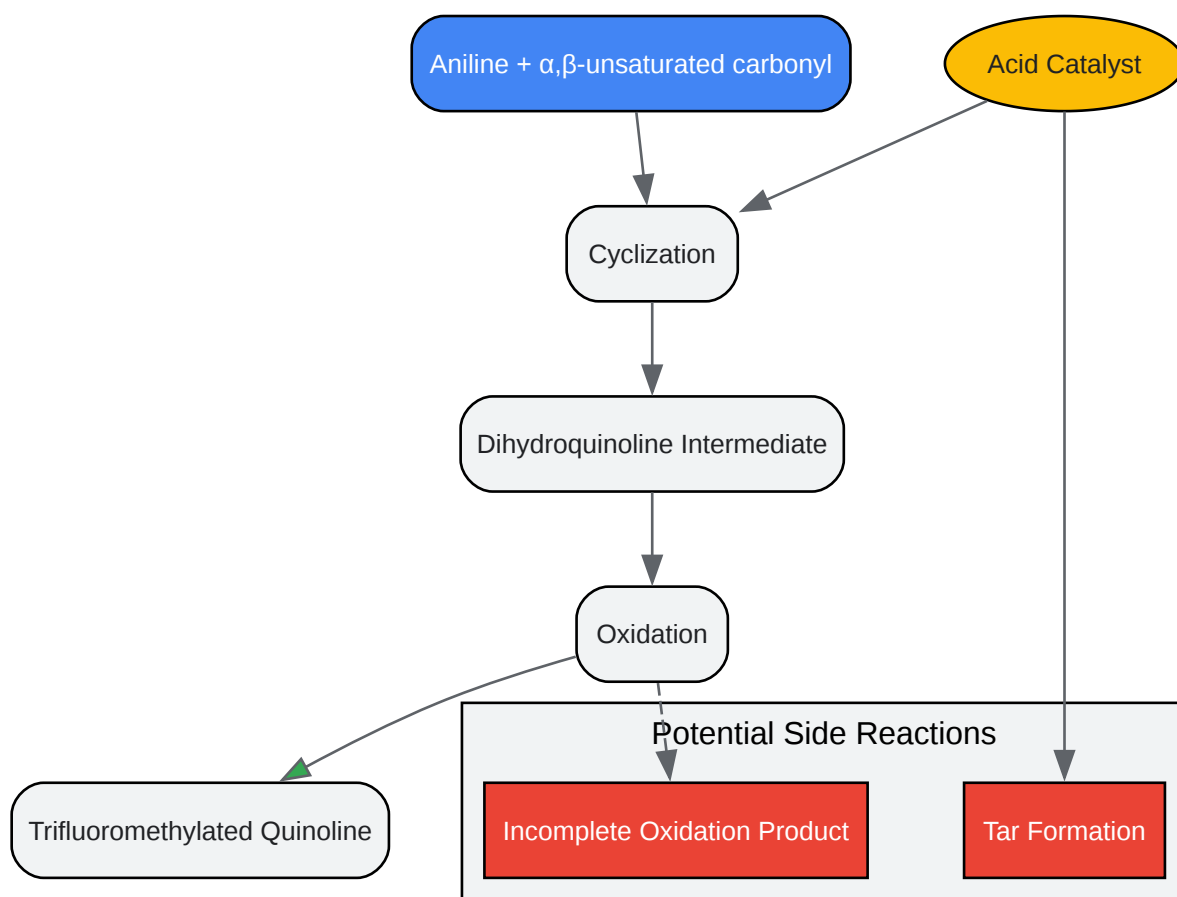 Aniline + α,β-unsaturated carbonyl
Acid Catalyst
Cyclization
Dihydroquinoline Intermediate
Oxidation
Potential Side Reactions
Trifluoromethylated Quinoline
Incomplete Oxidation Product
Tar Formation